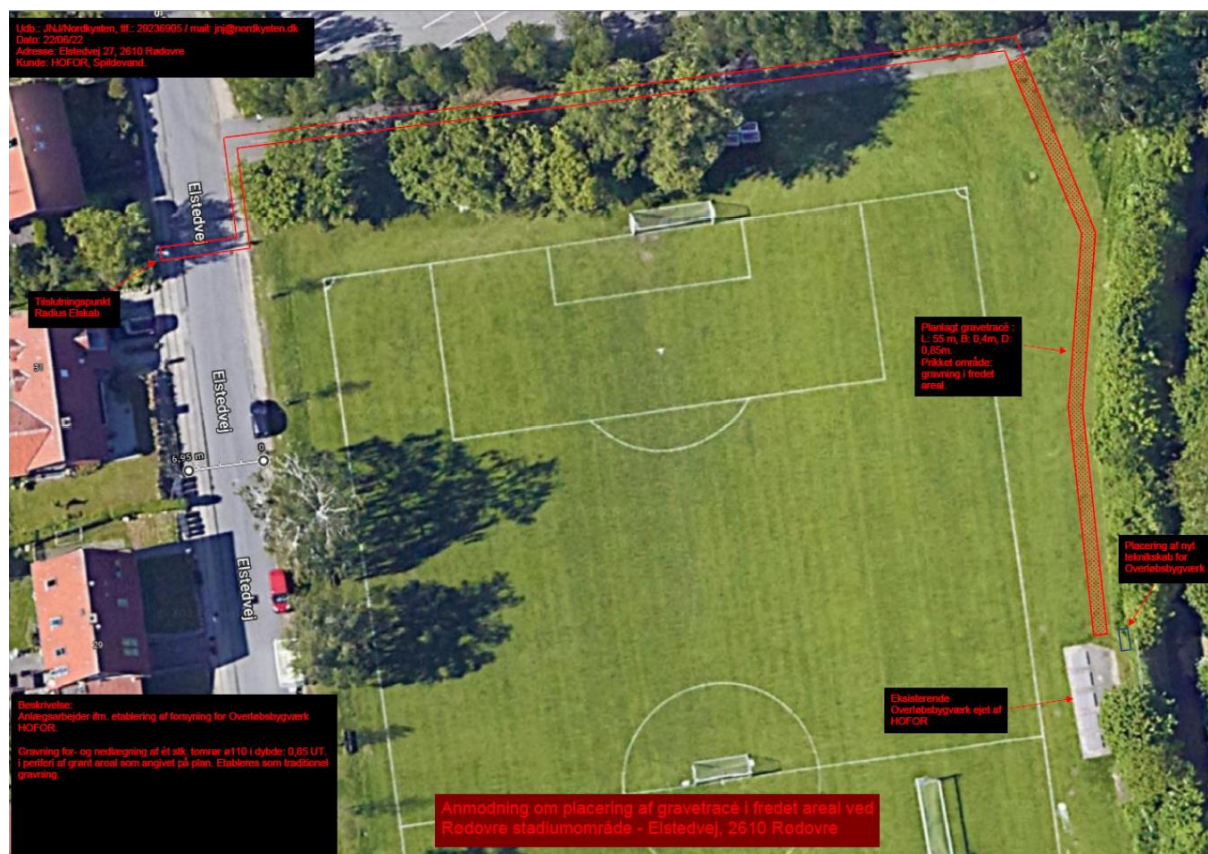 Udb.: JNJ/Nordkysten, tlf.: 29236905 / mail: jnj@nordkysten.dk
Dato: 22/06/22
Adresse: Elstedvej 27, 2610 Rødovre
Kunde: HOFOR, Spildevand.
Elstedvej
Tilslutningspunkt
Radius Elskab
Planlagt gravetracé :
L: 55 m, B: 0,4m, D:
0,85m.
Prikket område:
gravning i fredet
areal.
Elstedvej
6,95 m
0
Elstedvej
29
Placering af nyt
teknikskab for
Overløbsbygværk
Eksisterende
Overløbsbygværk ejet af
HOFOR
Beskrivelse:
Anlægsarbejder ifm. etablering af forsyning for Overløbsbygværk
HOFOR.
Gravning for- og nedlægning af ét stk. tomrør ø110 i dybde: 0,85 UT.
i periferi af grønt areal som angivet på plan. Etableres som traditionel
gravning.
Anmodning om placering af gravetracé i fredet areal ved
Rødovre stadiumområde - Elstedvej, 2610 Rødovre